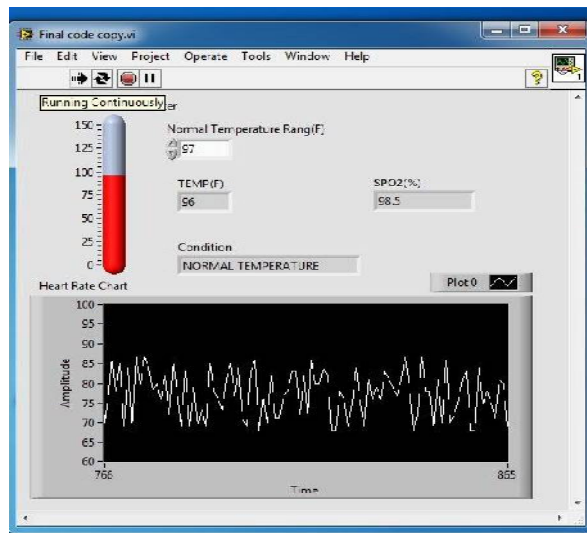 Final code copy.vi
File Edit View Project Operate Tools Window Help
Running Continuously er
Normal Temperature Rang(F)
97
150
125
100
75
50
25
0
TEMP(F)
96
SPO2(%)
98.5
Condition
NORMAL TEMPERATURE
Heart Rate Chart
Plot 0
100
95
90
85
80
75
70
65
60
Amplitude
766
865
Time
1